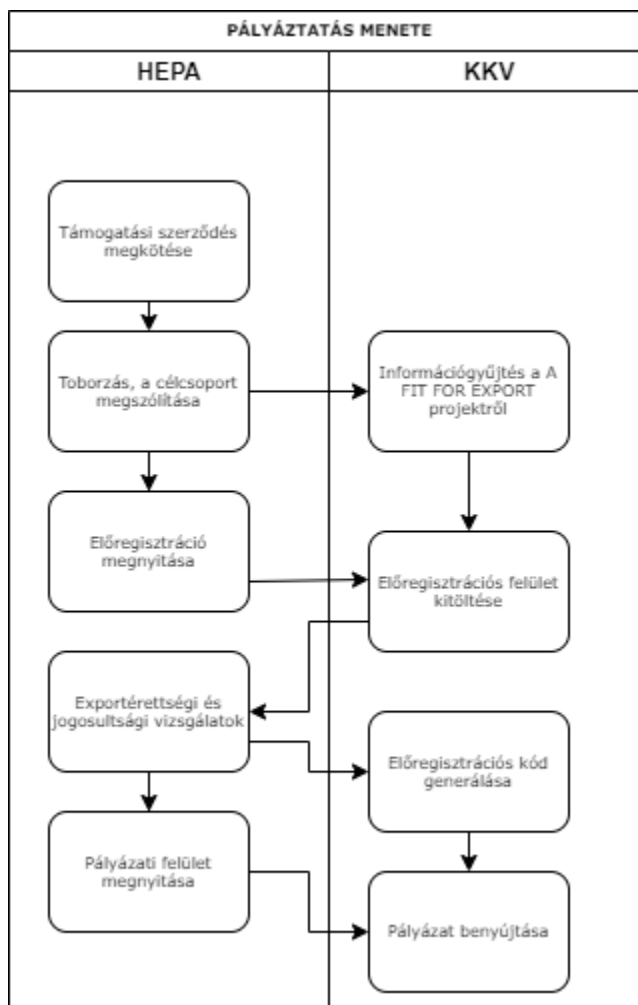 PÁLYÁZTATÁS MENETE
HEPA
KKV
Támogatási szerződés
megkötése
Toborzás, a célcsoport
megszólítása
Információgyűjtés a A
FIT FOR EXPORT
projektről
Előregisztráció
megnyitása
Előregisztrációs felület
kitöltése
Exportérettségi és
jogosultsági vizsgálatok
Előregisztrációs kód
generálása
Pályázati felület
megnyitása
Pályázat benyújtása